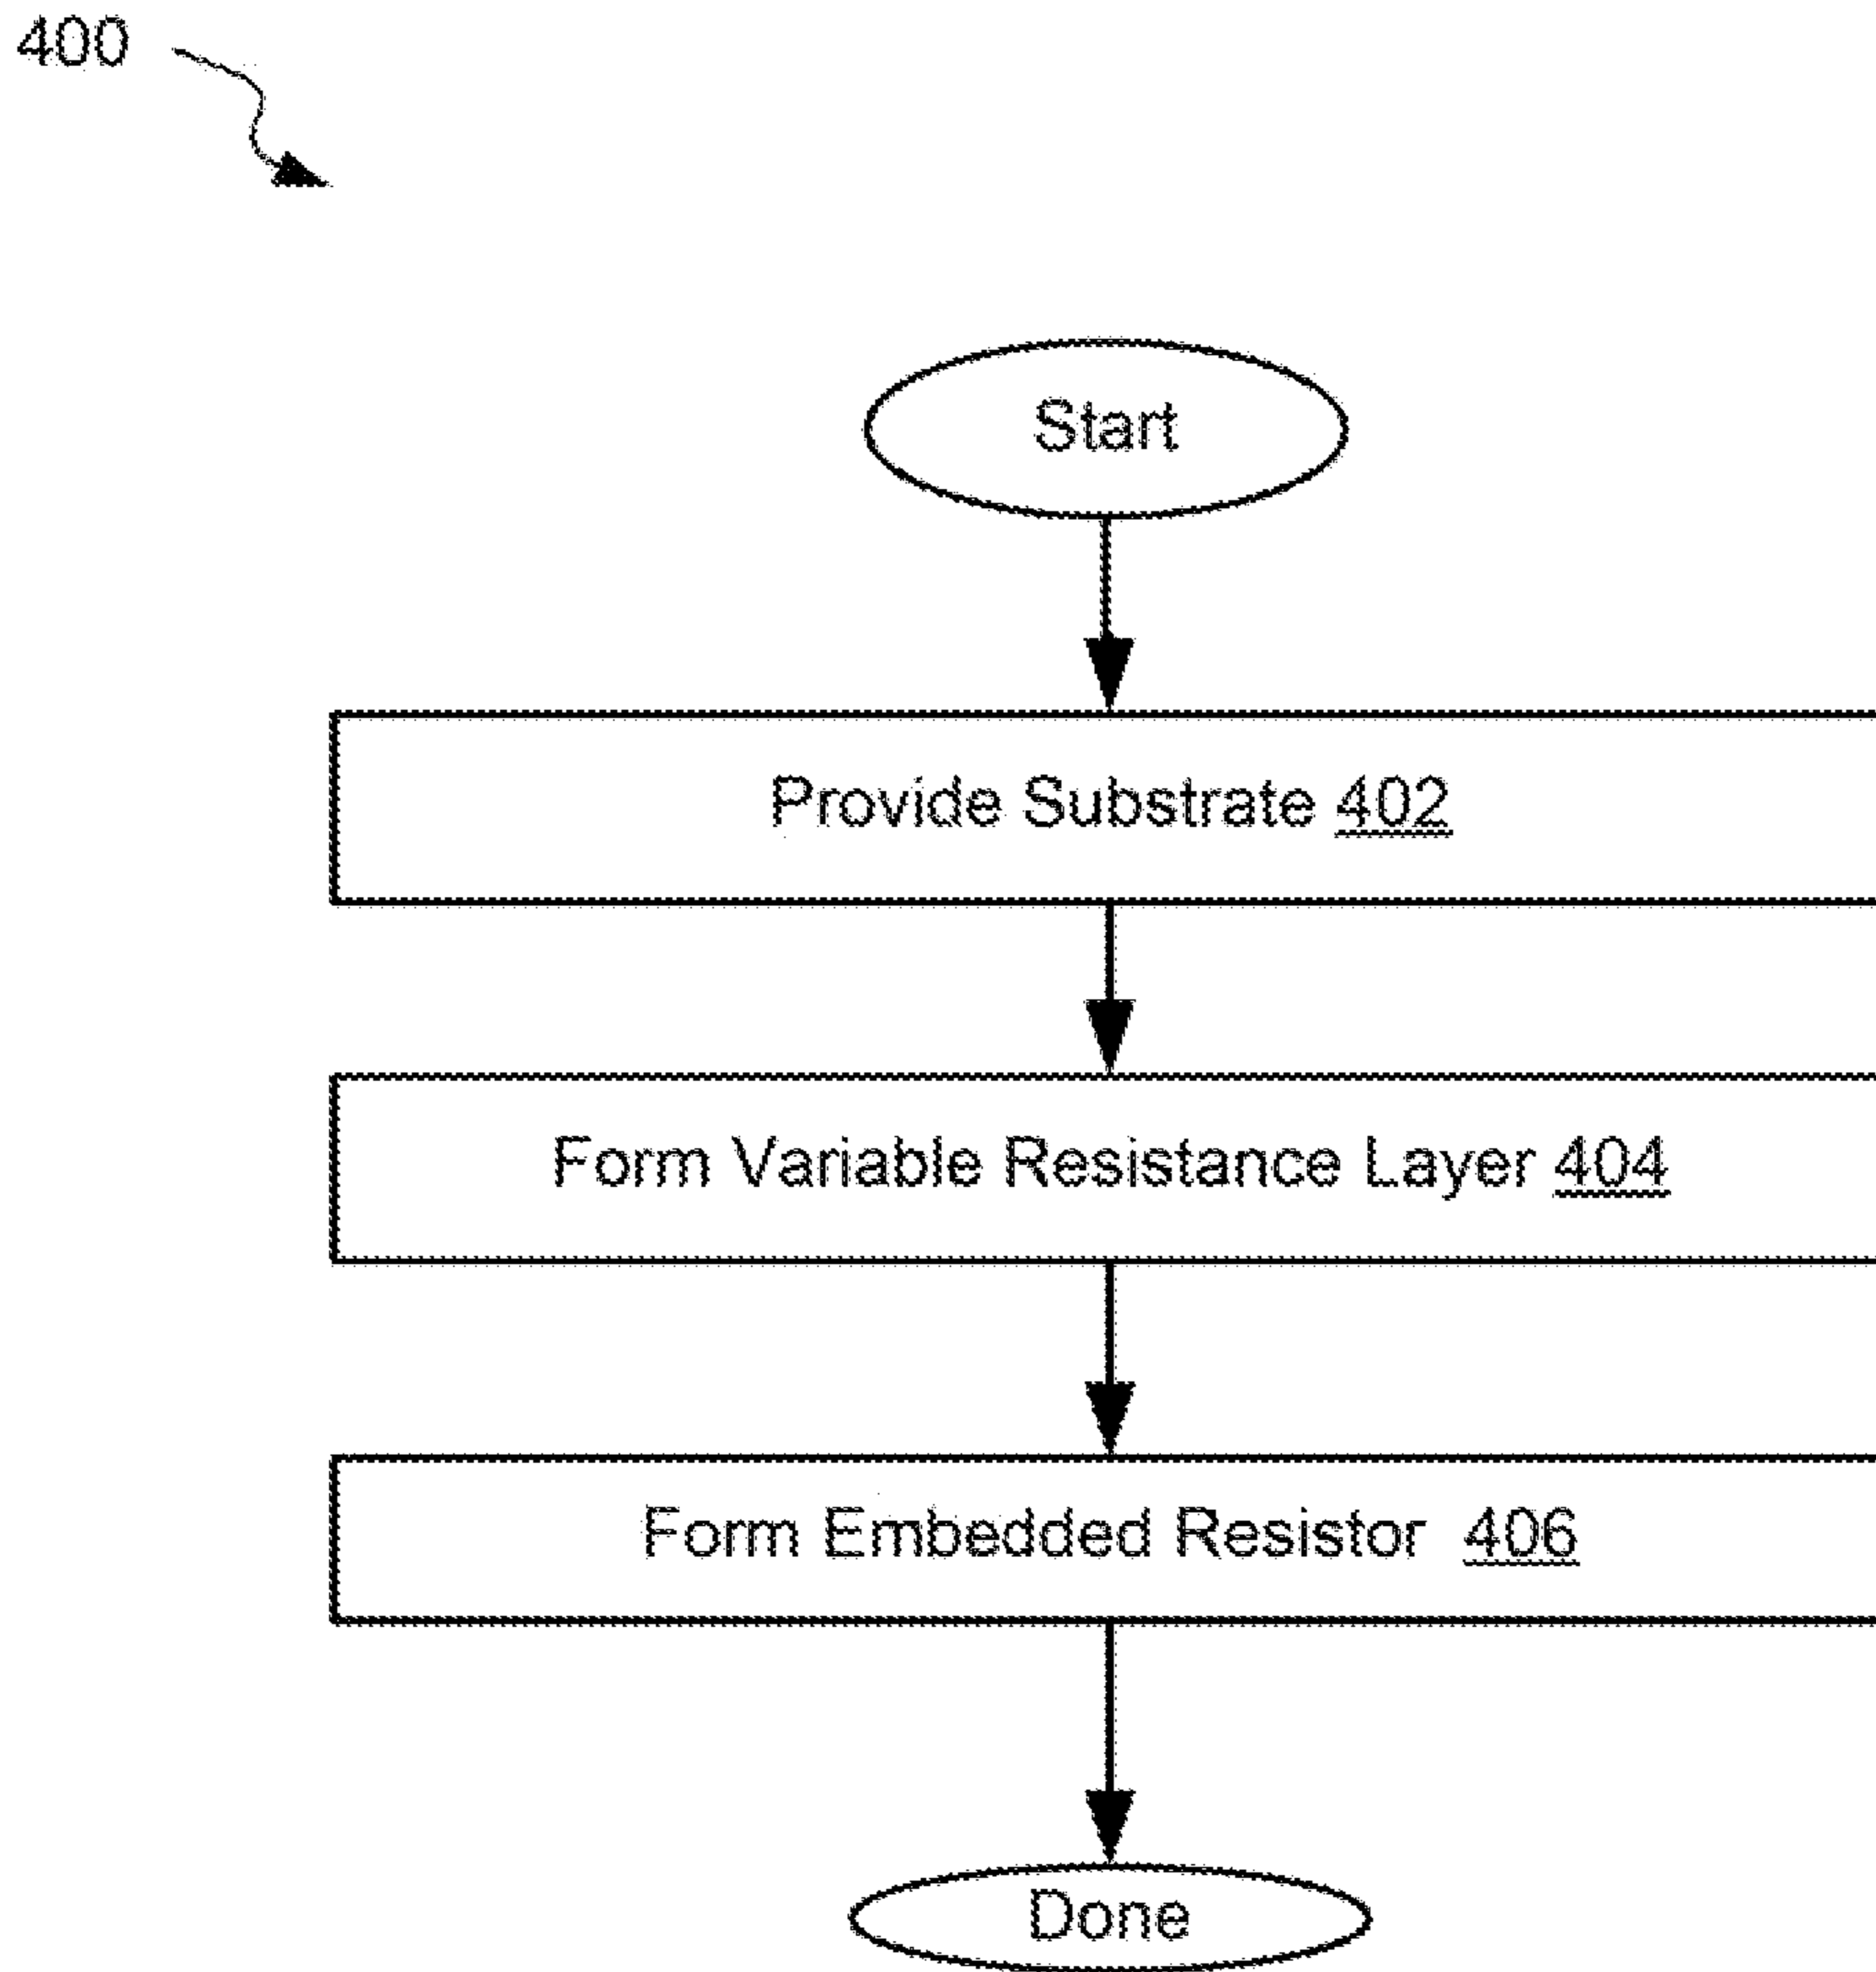 400
Start
Provide Substrate 402
Form Variable Resistance Layer 404
Form Embedded Resistor 406
Done